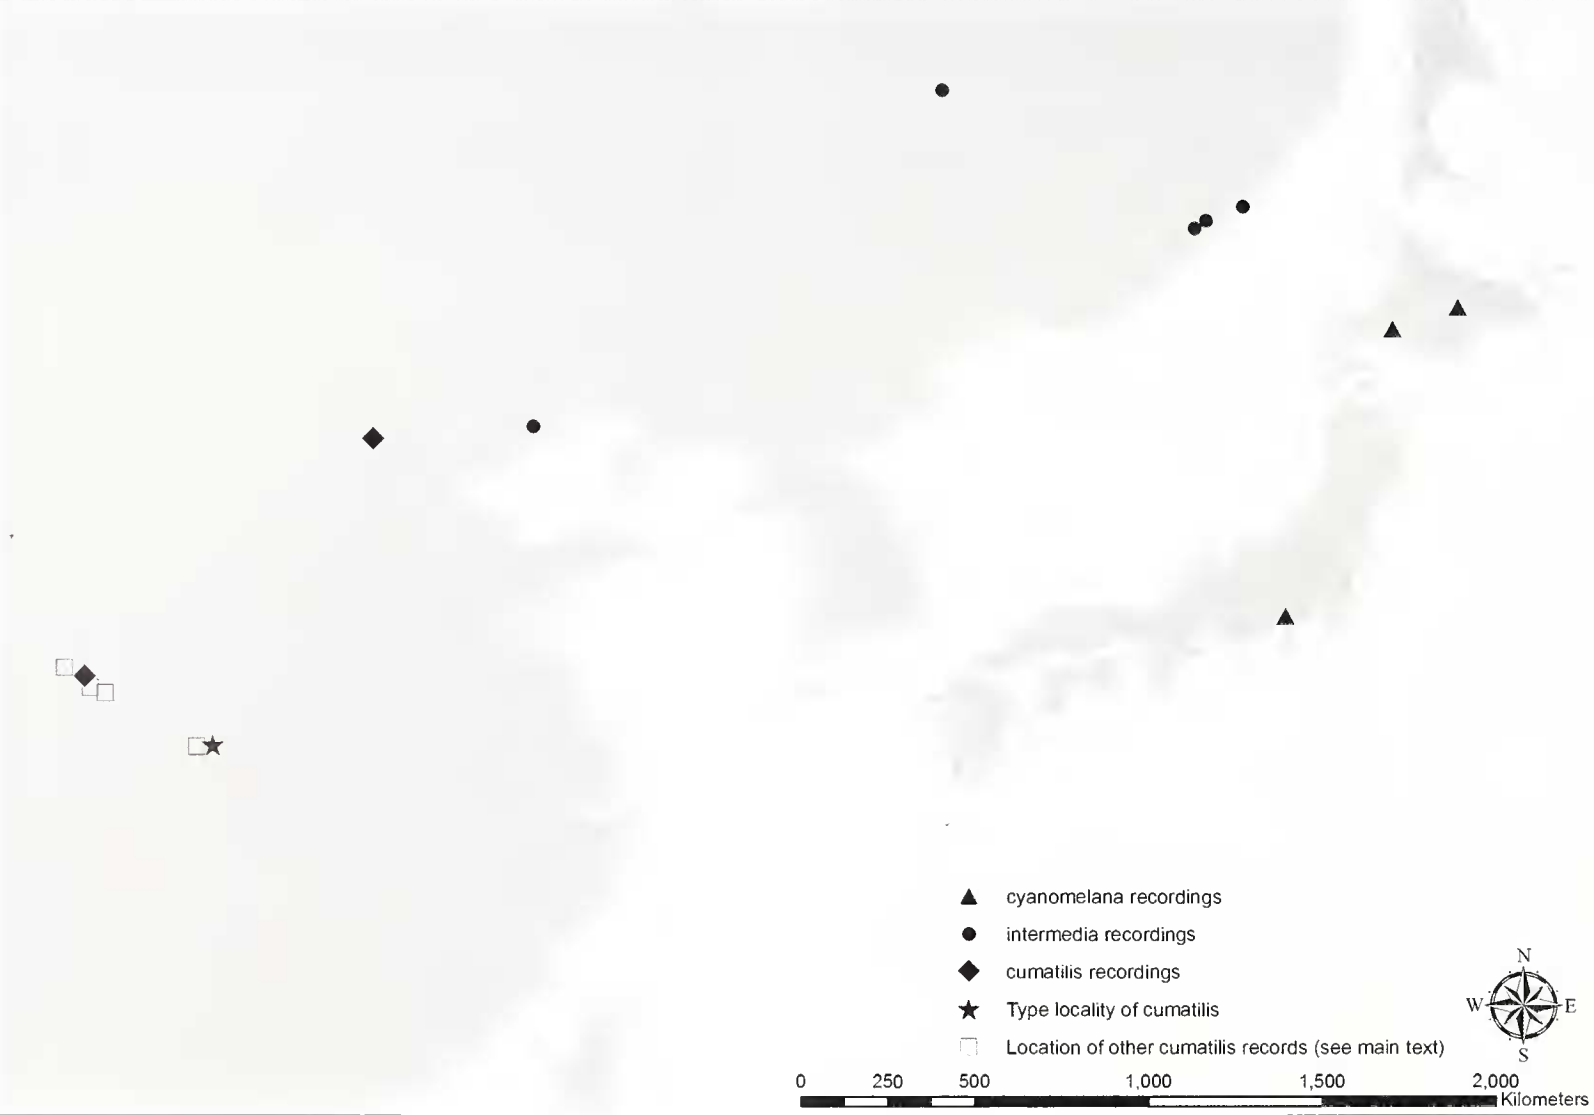 cyanomelana recordings
intermedia recordings
cumatilis recordings
Type locality of cumatilis
Location of other cumatilis records (see main text)
N
W E
S
0 250 500 1,000 1,500 2,000
Kilometers